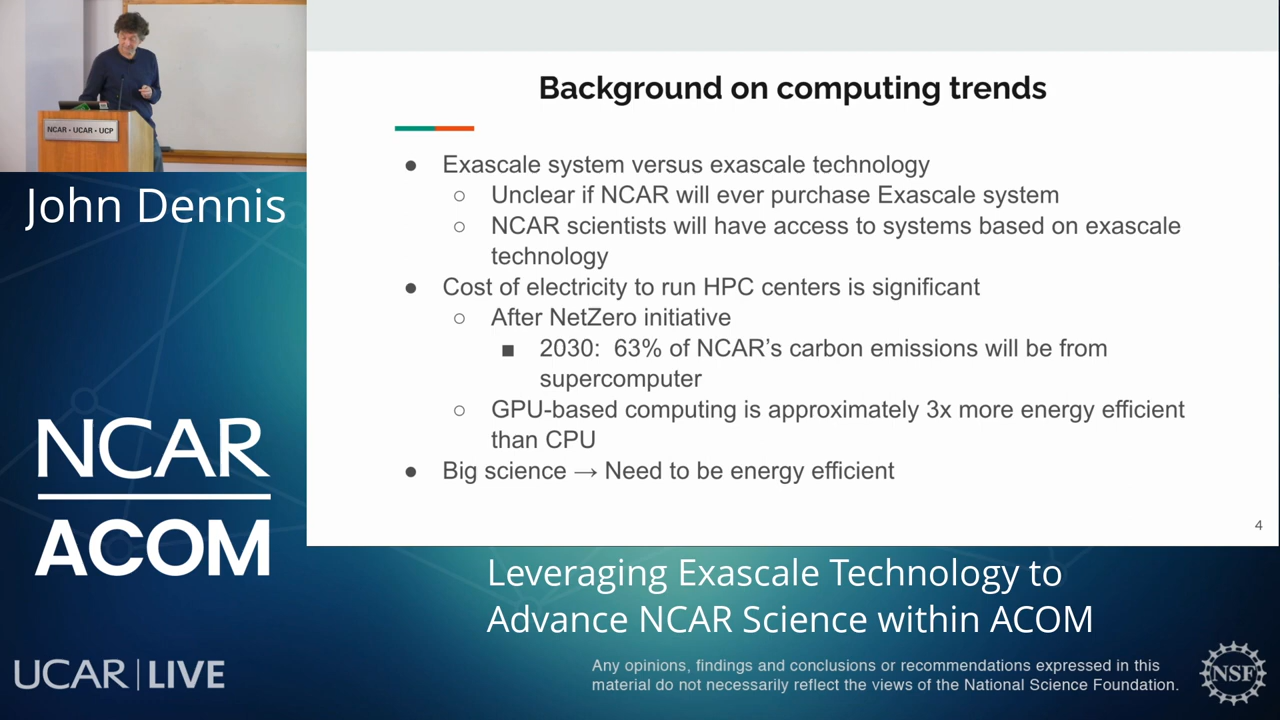 NCAR • UCAR • UCP
John Dennis
NCAR
ACOM
UCAR | LIVE
Background on computing trends
● Exascale system versus exascale technology
○ Unclear if NCAR will ever purchase Exascale system
○ NCAR scientists will have access to systems based on exascale
technology
● Cost of electricity to run HPC centers is significant
○ After NetZero initiative
■ 2030: 63% of NCAR's carbon emissions will be from
supercomputer
○ GPU-based computing is approximately 3x more energy efficient
than CPU
● Big science → Need to be energy efficient
4
Leveraging Exascale Technology to
Advance NCAR Science within ACOM
Any opinions, findings and conclusions or recommendations expressed in this
material do not necessarily reflect the views of the National Science Foundation.
NSF